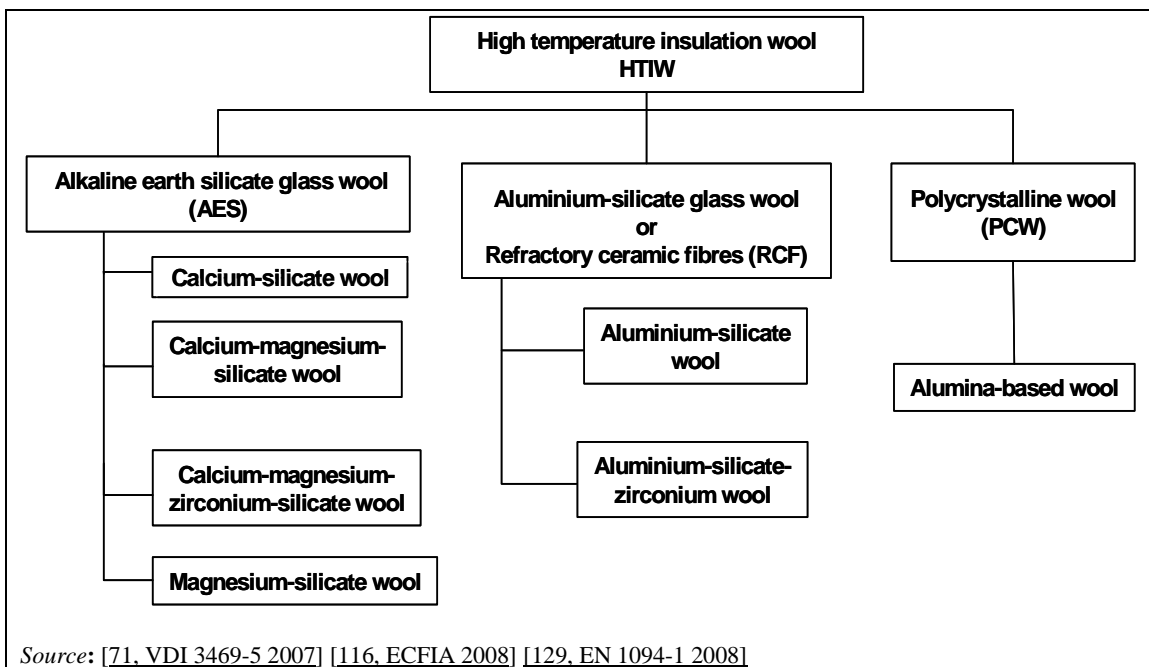 High temperature insulation wool
HTIW
Alkaline earth silicate glass wool
(AES)
Calcium-silicate wool
Calcium-magnesium-
silicate wool
Calcium-magnesium-
zirconium-silicate wool
Magnesium-silicate wool
Aluminium-silicate glass wool
or
Refractory ceramic fibres (RCF)
Aluminium-silicate
wool
Aluminium-silicate-
zirconium wool
Polycrystalline wool
(PCW)
Alumina-based wool
Source: [71, VDI 3469-5 2007] [116, ECFIA 2008] [129, EN 1094-1 2008]